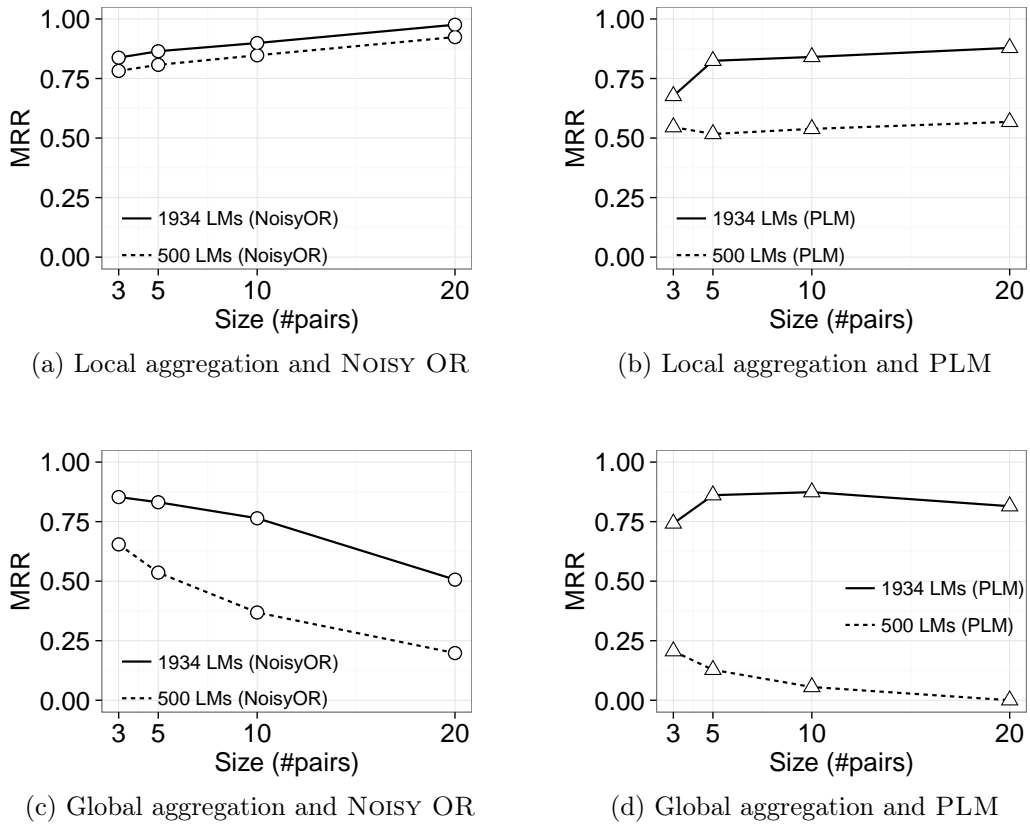 1.00
0.75
0.50
0.25
0.00
MRR
1934 LMs (NoisyOR)
500 LMs (NoisyOR)
3 5 10 20
Size (#pairs)
(a) Local aggregation and NOISY OR
1.00
0.75
0.50
0.25
0.00
MRR
1934 LMs (PLM)
500 LMs (PLM)
3 5 10 20
Size (#pairs)
(b) Local aggregation and PLM
1.00
0.75
0.50
0.25
0.00
MRR
1934 LMs (NoisyOR)
500 LMs (NoisyOR)
3 5 10 20
Size (#pairs)
(c) Global aggregation and NOISY OR
1.00
0.75
0.50
0.25
0.00
MRR
1934 LMs (PLM)
500 LMs (PLM)
3 5 10 20
Size (#pairs)
(d) Global aggregation and PLM